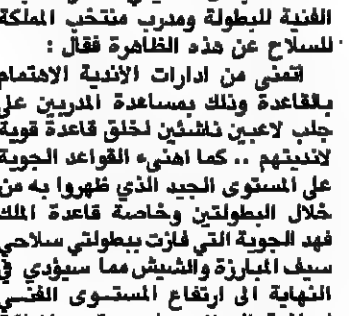 الفنية للبطولة ومدرب منتخب المملكة
للسلاح عن هذه الظاهرة فقال :
اتمنى من ادارات الأندية الاهتمام
بالقاعدة وذلك بمساعدة المدربين على
جلب لاعبين ناشئين لخلق قاعدة قوية
لانديتهم .. كما اهنىء القواعد الجوية
على المستوى الجيد الذي ظهروا به من
خلال البطولتين وخاصة قاعدة الملك
فهد الجوية التي فازت ببطولتي سلاحي
سيف المبارزة والشيش مما سيؤدي في
النهاية الى ارتفاع المستوى الفني